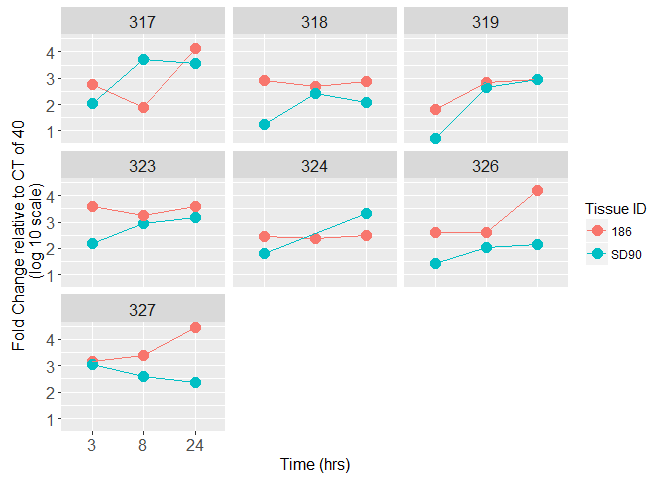 317 318 319
4
3
2
1
323 324 326
4
3
2
1
327
4
3
2
1
3 8 24
Time (hrs)
Fold Change relative to CT of 40
(log 10 scale)
Tissue ID
186
SD90